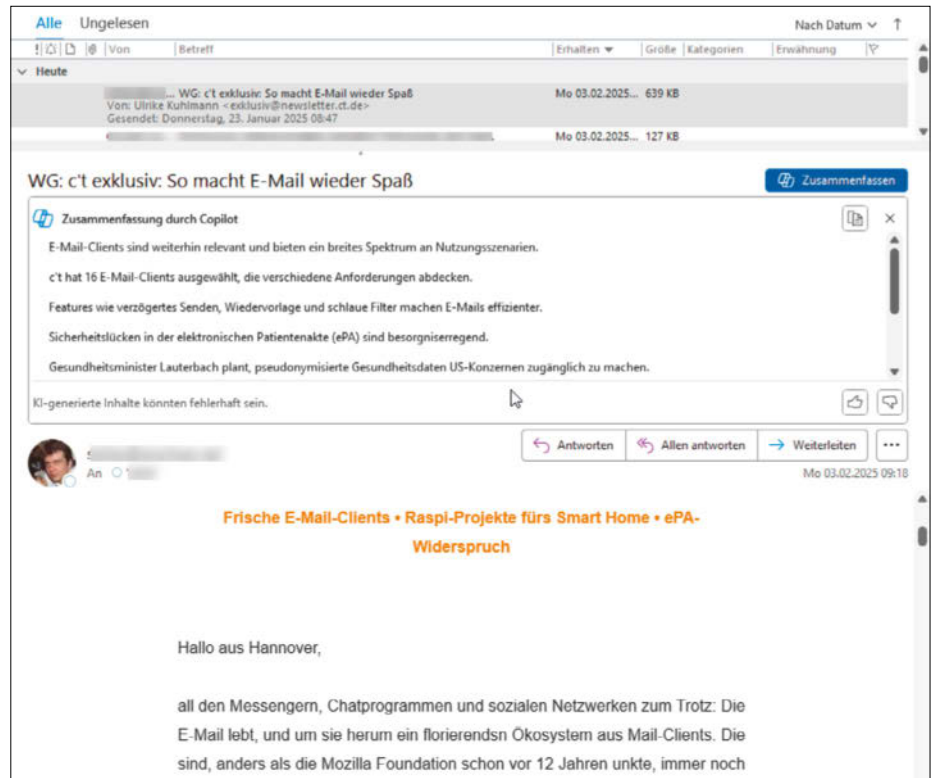 Alle Ungelesen Nach Datum
Von Betreff Erhalten Größe Kategorien Erwähnung
Heute
... WG: c't exklusiv: So macht E-Mail wieder Spaß Mo 03.02.2025... 639 KB
Von: Ulrike Kuhlmann <exklusiv@newsletter.ct.de>
Gesendet: Donnerstag, 23. Januar 2025 08:47
Mo 03.02.2025... 127 KB
WG: c't exklusiv: So macht E-Mail wieder Spaß Zusammenfassen
Zusammenfassung durch Copilot
E-Mail-Clients sind weiterhin relevant und bieten ein breites Spektrum an Nutzungsszenarien.
c't hat 16 E-Mail-Clients ausgewählt, die verschiedene Anforderungen abdecken.
Features wie verzögertes Senden, Wiedervorlage und schlaue Filter machen E-Mails effizienter.
Sicherheitslücken in der elektronischen Patientenakte (ePA) sind besorgniserregend.
Gesundheitsminister Lauterbach plant, pseudonymisierte Gesundheitsdaten US-Konzernen zugänglich zu machen.
KI-generierte Inhalte könnten fehlerhaft sein.
Antworten Allen antworten Weiterleiten ...
An
Mo 03.02.2025 09:18
Frische E-Mail-Clients • Raspi-Projekte fürs Smart Home • ePA-
Widerspruch
Hallo aus Hannover,
all den Messengern, Chatprogrammen und sozialen Netzwerken zum Trotz: Die
E-Mail lebt, und um sie herum ein florierendsn Ökosystem aus Mail-Clients. Die
sind, anders als die Mozilla Foundation schon vor 12 Jahren unkte, immer noch